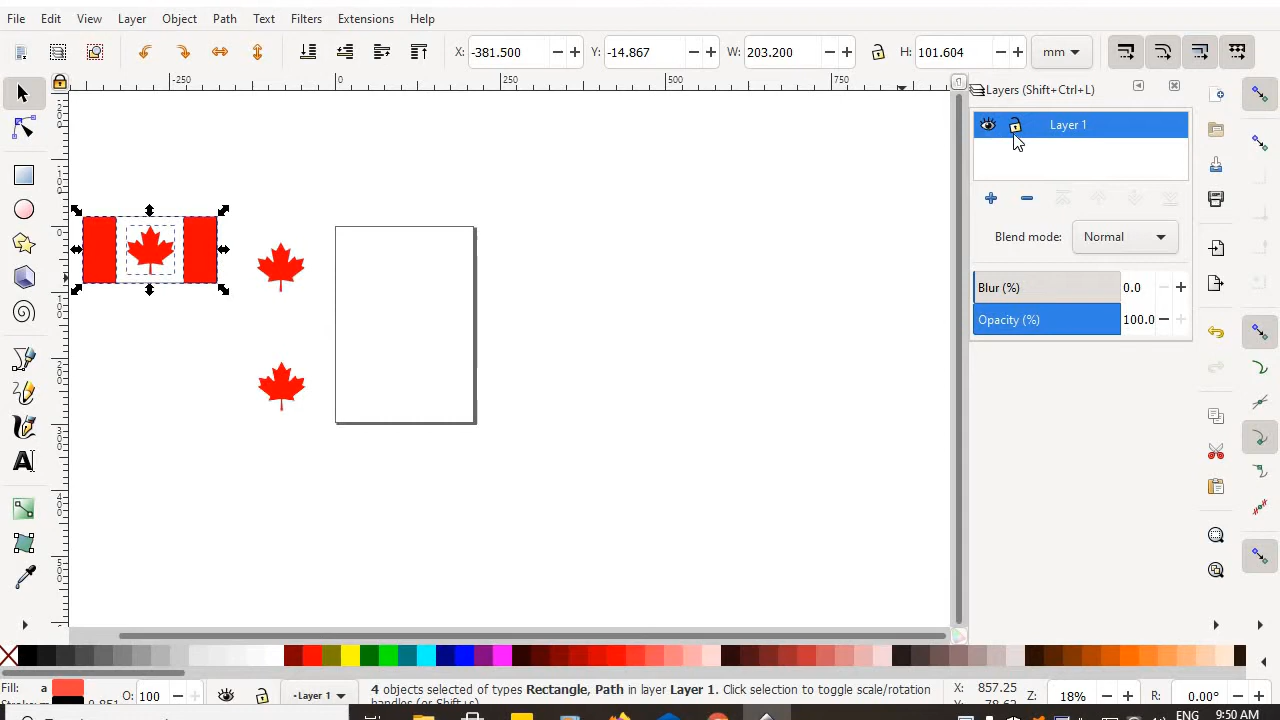 File Edit View Layer Object Path Text Filters Extensions Help
X: -381.500 Y: -14.867 W: 203.200 H: 101.604 mm
-250 0 250 500 750
Layers (Shift+Ctrl+L)
Layer 1
Blend mode: Normal
Blur (%) 0.0
Opacity (%) 100.0
Fill: a O: 100 Layer 1 4 objects selected of types Rectangle, Path in layer Layer 1. Click selection to toggle scale/rotation X: 857.25 18% R: 0.00°
handles (or Shift+s)
ENG 9:50 AM